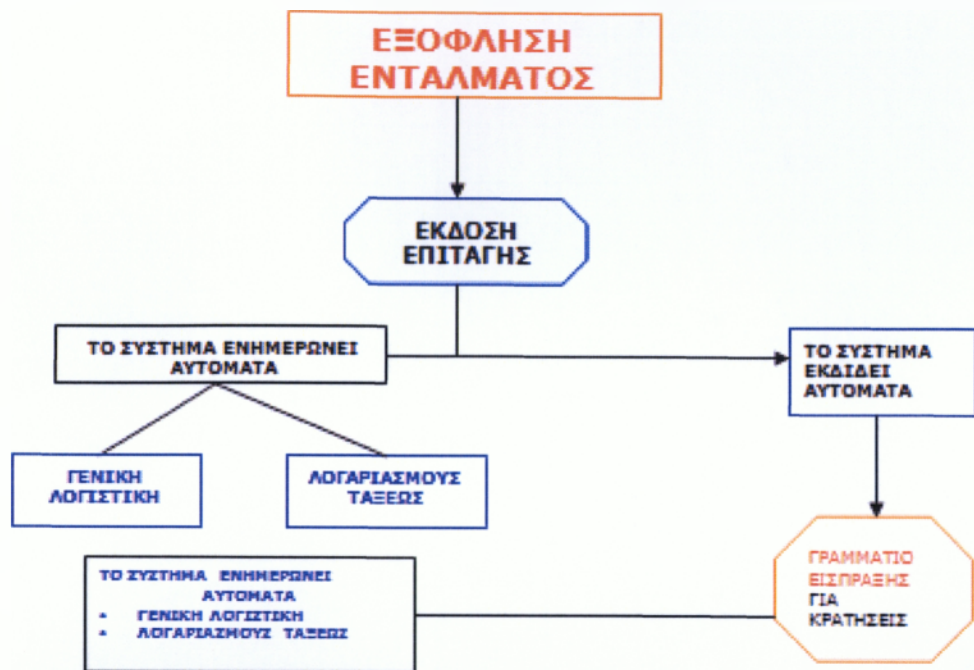 ΕΞΟΦΛΗΣΗ
ΕΝΤΑΛΜΑΤΟΣ
ΕΚΔΟΣΗ
ΕΠΙΤΑΓΗΣ
ΤΟ ΣΥΣΤΗΜΑ ΕΝΗΜΕΡΩΝΕΙ
ΑΥΤΟΜΑΤΑ
ΤΟ ΣΥΣΤΗΜΑ
ΕΚΔΙΔΕΙ
ΑΥΤΟΜΑΤΑ
ΓΕΝΙΚΗ
ΛΟΓΙΣΤΙΚΗ
ΛΟΓΑΡΙΑΣΜΟΥΣ
ΤΑΞΕΩΣ
ΓΡΑΜΜΑΤΙΟ
ΕΙΣΠΡΑΞΗΣ
ΓΙΑ
ΚΡΑΤΗΣΕΙΣ
ΤΟ ΣΥΣΤΗΜΑ ΕΝΗΜΕΡΩΝΕΙ
ΑΥΤΟΜΑΤΑ
• ΓΕΝΙΚΗ ΛΟΓΙΣΤΙΚΗ
• ΛΟΓΑΡΙΑΣΜΟΥΣ ΤΑΞΕΩΣ